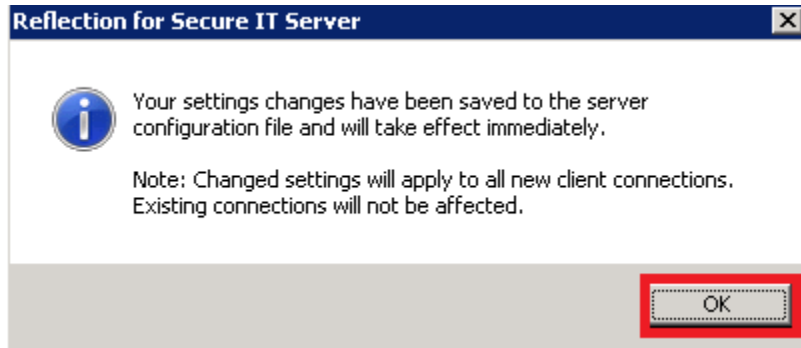 Reflection for Secure IT Server
Your settings changes have been saved to the server
configuration file and will take effect immediately.
Note: Changed settings will apply to all new client connections.
Existing connections will not be affected.
OK